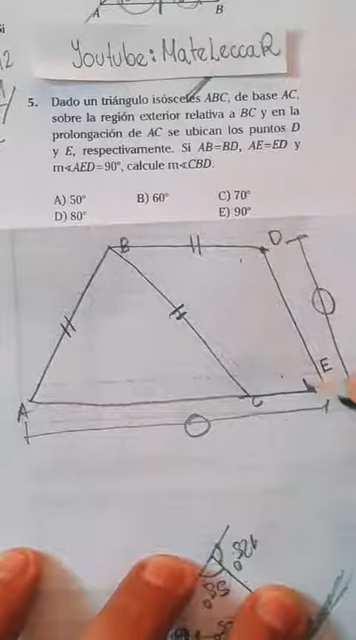 A
B
Youtube: MateLeccaR
5. Dado un triángulo isósceles ABC, de base AC,
sobre la región exterior relativa a BC y en la
prolongación de AC se ubican los puntos D
y E, respectivamente. Si AB=BD, AE=ED y
m∢AED=90°, calcule m∢CBD.
A) 50° B) 60° C) 70°
D) 80° E) 90°
B D
E
A C
128°